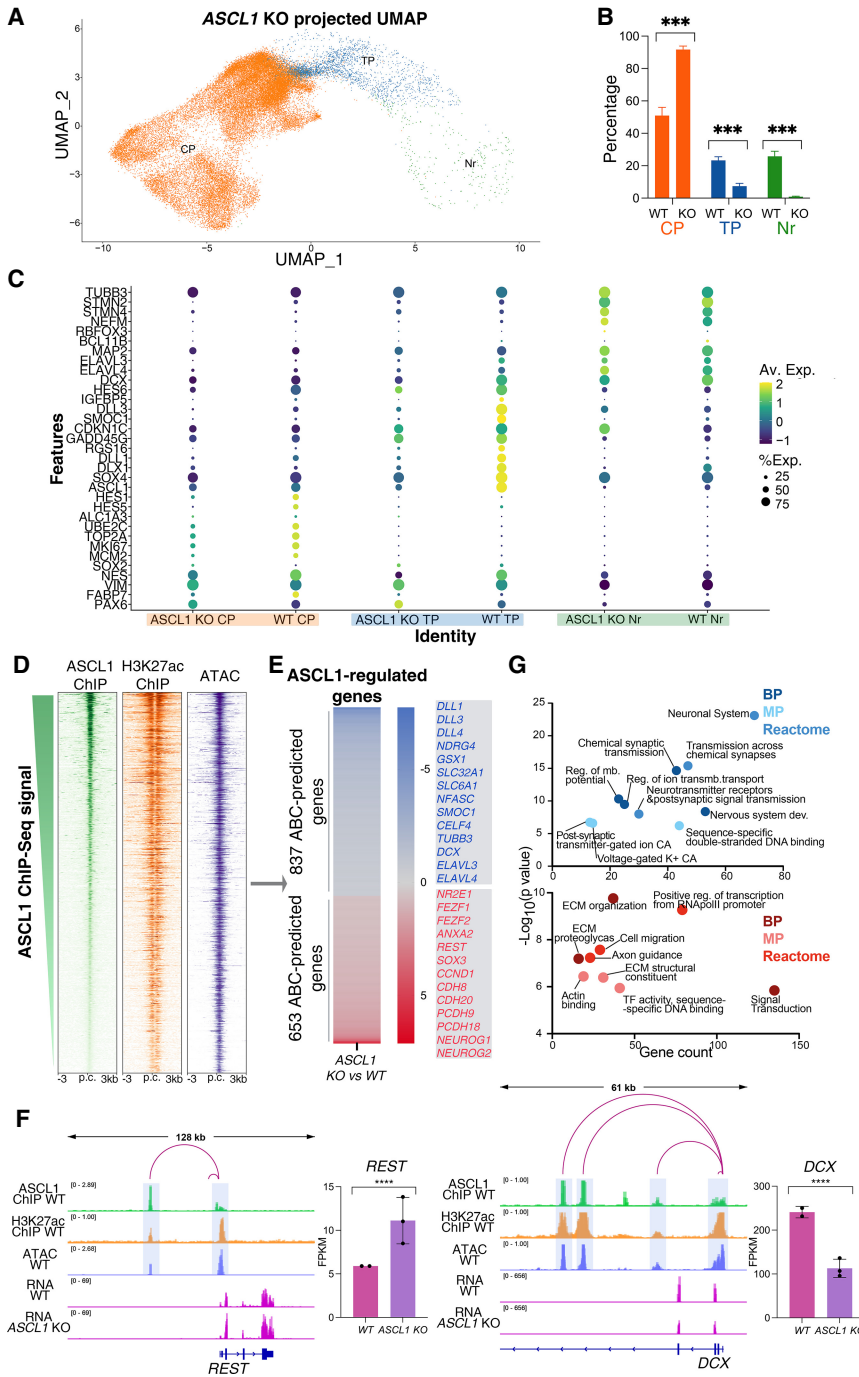 A
ASCL1 KO projected UMAP
TP
CP
Nr
UMAP_2
6
3
0
−3
−6
−10
−5
0
5
10
UMAP_1
B
***
***
***
Percentage
100
80
60
40
20
0
WT KO
WT KO
WT KO
CP
TP
Nr
C
Features
TUBB3
STMN2
STMN4
NEFM
RBFOX3
BCL11B
MAP2
ELAVL3
ELAVL4
DCX
HES6
IGFBP5
DLL3
SMOC1
CDKN1C
GADD45G
RGS16
DLL1
DLX1
SOX4
ASCL1
HES1
HES5
ALC1A3
UBE2C
TOP2A
MKI67
MCM2
SOX2
NES
VIM
FABP7
PAX6
ASCL1 KO CP
WT CP
ASCL1 KO TP
WT TP
ASCL1 KO Nr
WT Nr
Identity
Av. Exp.
2
1
0
−1
%Exp.
25
50
75
D
ASCL1
ChIP
H3K27ac
ChIP
ATAC
ASCL1 ChIP-Seq signal
-3 p.c. 3kb
-3 p.c. 3kb
-3 p.c. 3kb
E
ASCL1-regulated
genes
837 ABC-predicted
genes
653 ABC-predicted
genes
ASCL1
KO vs WT
-5
0
5
DLL1
DLL3
DLL4
NDRG4
GSX1
SLC32A1
SLC6A1
NFASC
SMOC1
CELF4
TUBB3
DCX
ELAVL3
ELAVL4
NR2E1
FEZF1
FEZF2
ANXA2
REST
SOX3
CCND1
CDH8
CDH20
PCDH9
PCDH18
NEUROG1
NEUROG2
G
BP
MP
Reactome
25
20
15
10
5
0
Neuronal System
Chemical synaptic
transmission
Transmission across
chemical synapses
Reg. of mb.
potential
Reg. of ion transmb.transport
Neurotransmitter receptors
&postsynaptic signal transmission
Nervous system dev.
Post-synaptic
transmitter-gated ion CA
Voltage-gated K+ CA
Sequence-specific
double-stranded DNA binding
0
20
40
60
80
-Log10(p value)
10
8
6
4
ECM organization
Positive reg. of transcription
from RNApolII promoter
BP
MP
Reactome
ECM
proteoglycas
Cell migration
Axon guidance
ECM structural
constituent
Actin
binding
TF activity, sequence-
-specific DNA binding
Signal
Transduction
0
50
100
150
Gene count
F
128 kb
ASCL1
ChIP WT
[0 - 2.89]
H3K27ac
ChIP WT
[0 - 1.00]
ATAC
WT
[0 - 2.68]
RNA
WT
[0 - 69]
RNA
ASCL1 KO
[0 - 69]
REST
REST
****
FPKM
15
10
5
0
WT ASCL1 KO
61 kb
ASCL1
ChIP WT
[0 - 1.00]
H3K27ac
ChIP WT
[0 - 1.00]
ATAC
WT
[0 - 1.00]
RNA
WT
[0 - 656]
RNA
ASCL1 KO
[0 - 656]
DCX
DCX
****
FPKM
300
200
100
0
WT ASCL1 KO